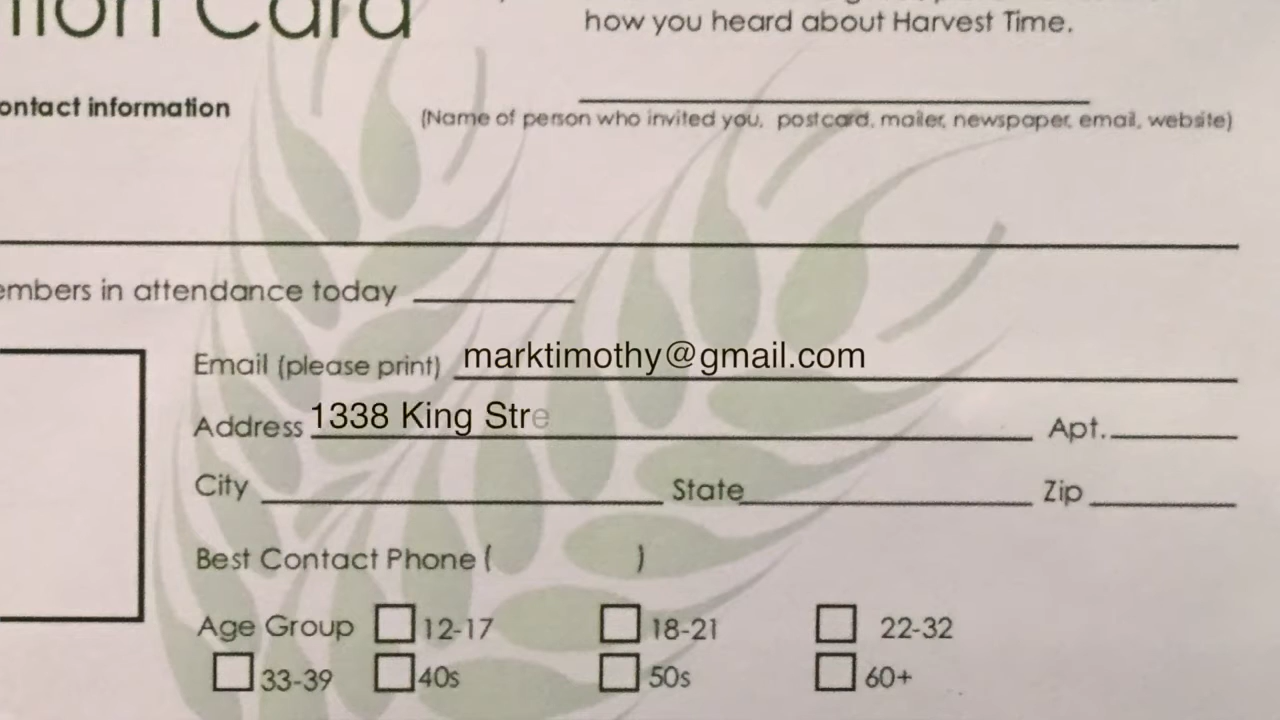 tion Card
how you heard about Harvest Time.
ontact information
(Name of person who invited you, postcard, mailer, newspaper, email, website)
embers in attendance today
Email (please print) marktimothy@gmail.com
Address 1338 King Stre
Apt.
City
State
Zip
Best Contact Phone ( )
Age Group 12-17 18-21 22-32
33-39 40s 50s 60+